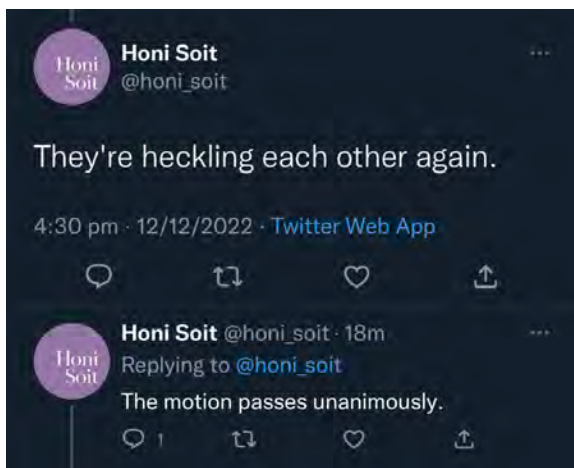 Honi
Soit
Honi Soit
@honi_soit
They're heckling each other again.
4:30 pm · 12/12/2022 · Twitter Web App
Honi
Soit
Honi Soit @honi_soit · 18m
Replying to @honi_soit
The motion passes unanimously.
1